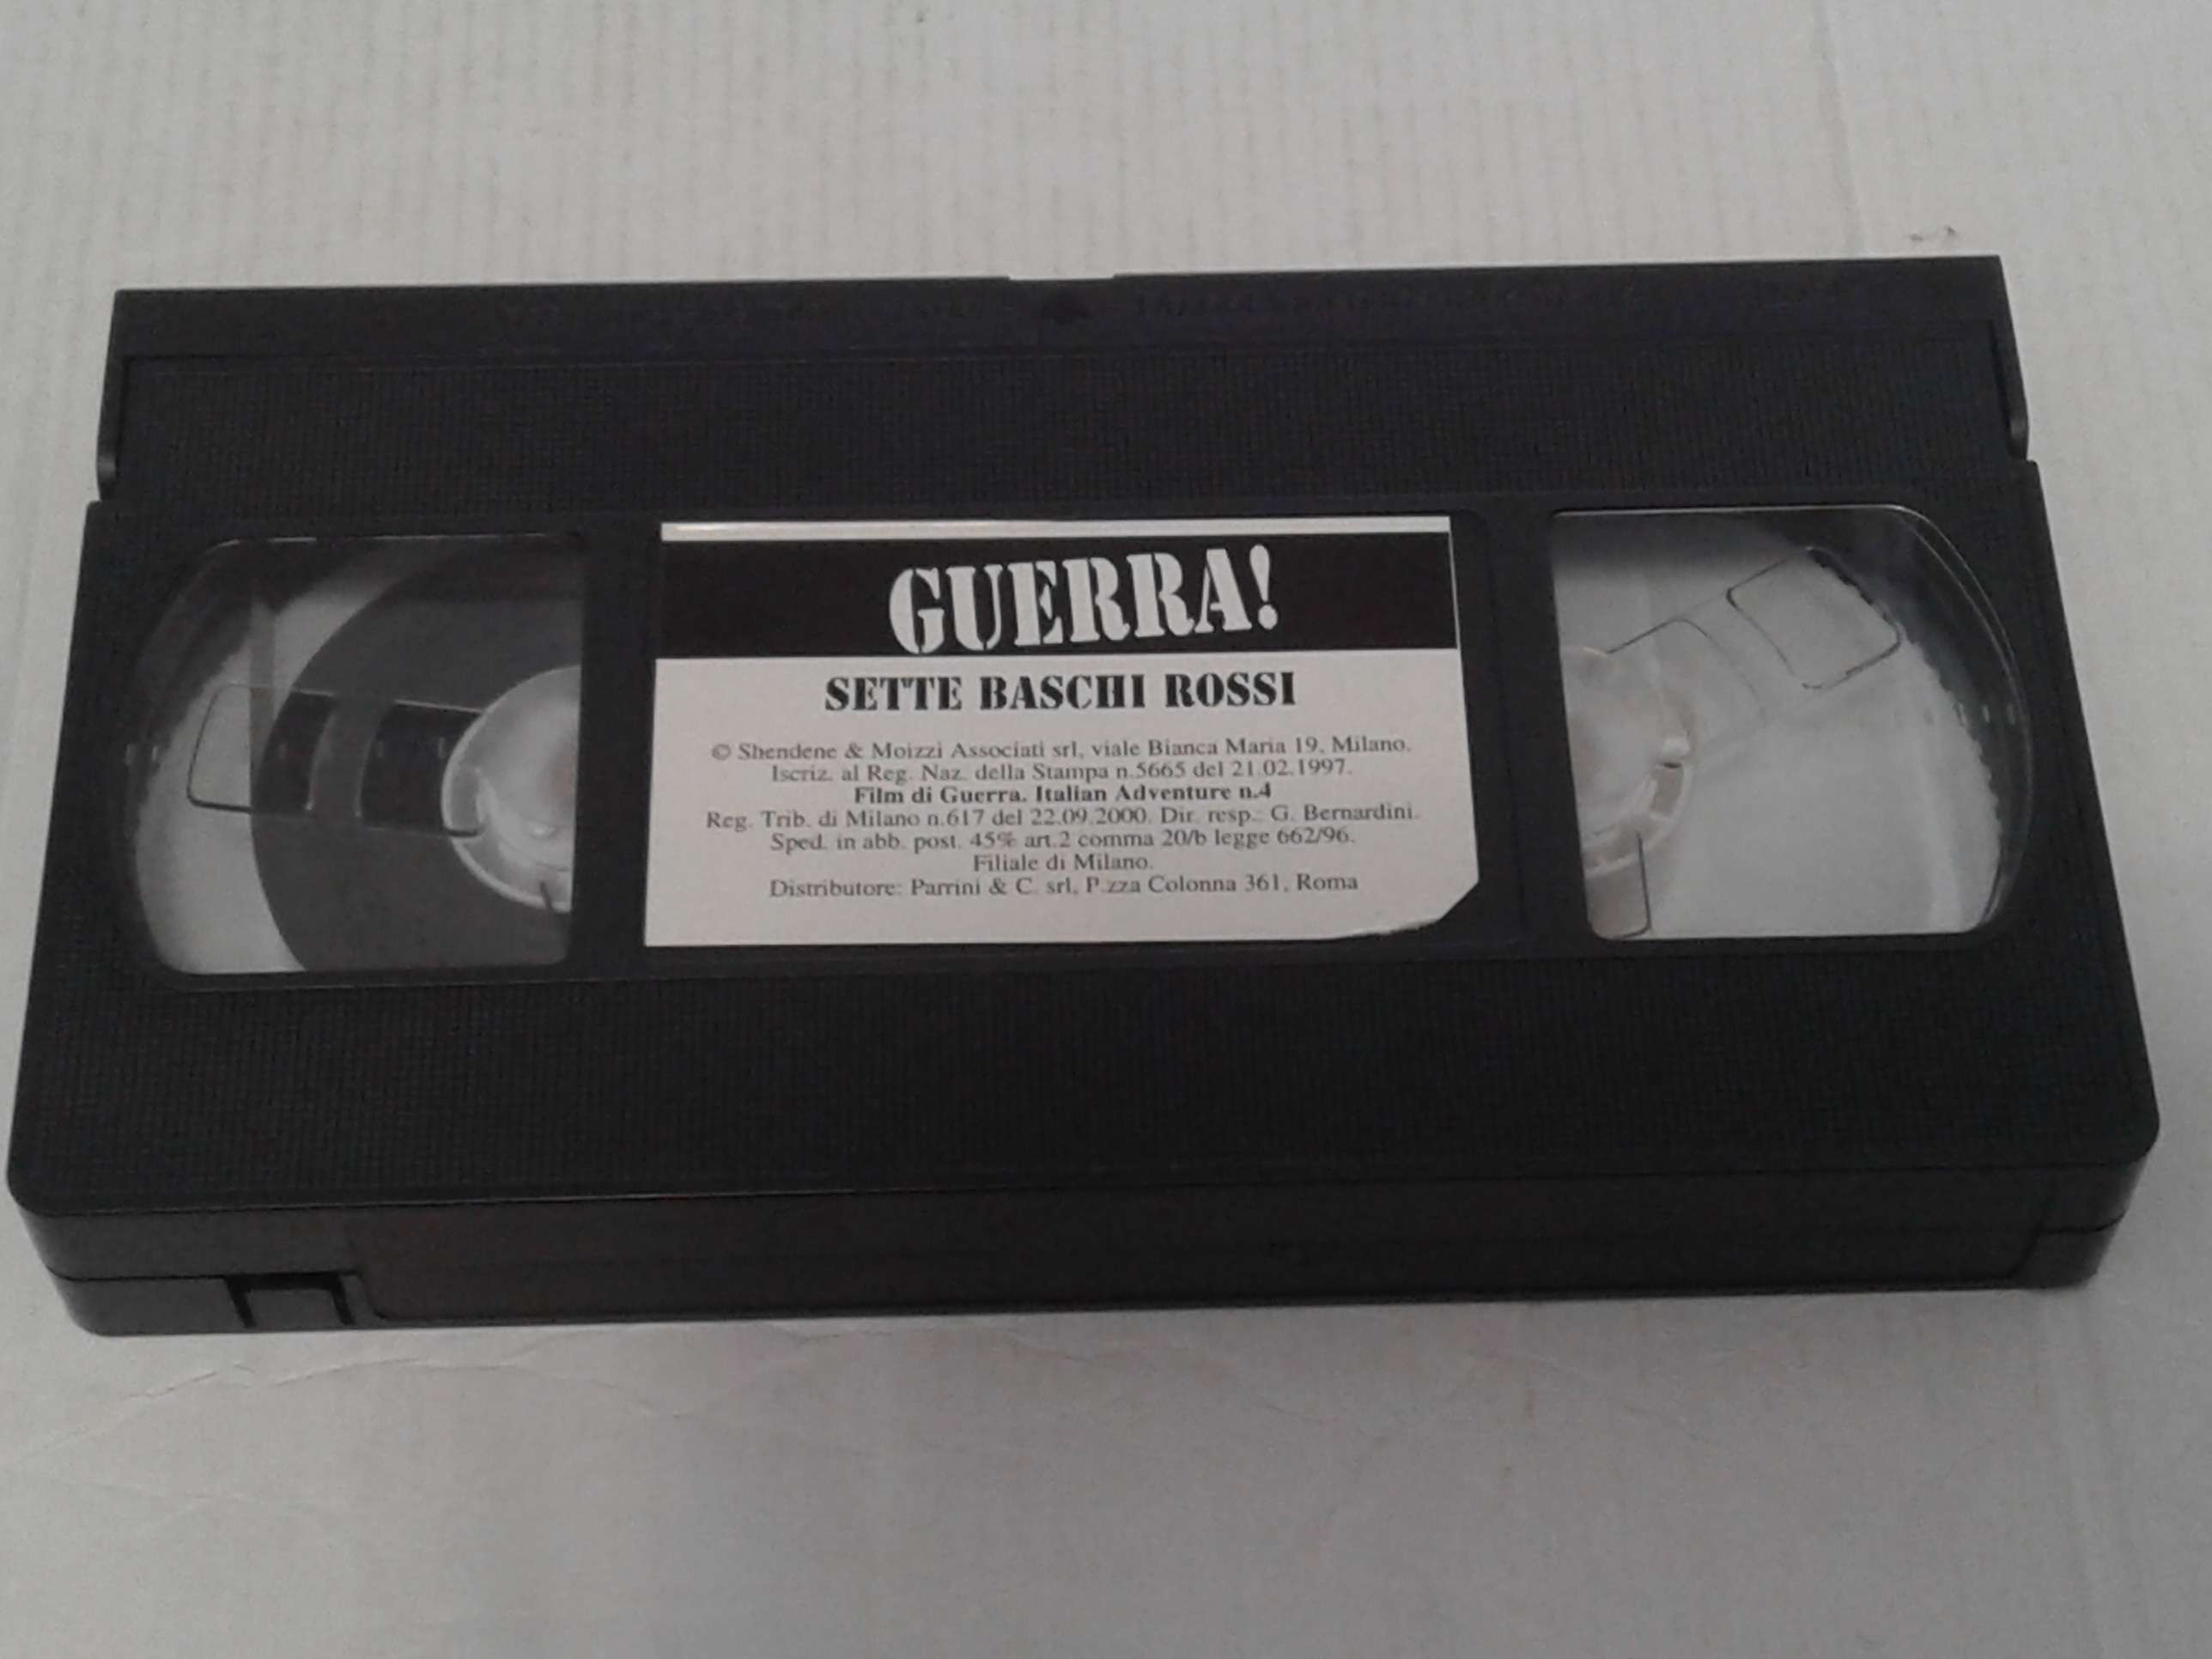 GUERRA!
SETTE BASCHI ROSSI
© Shendene & Moizzi Associati srl, viale Bianca Maria 19, Milano.
Iscriz. al Reg. Naz. della Stampa n.5665 del 21.02.1997.
Film di Guerra. Italian Adventure n.4
Reg. Trib. di Milano n.617 del 22.09.2000. Dir. resp.: G. Bernardini.
Sped. in abb. post. 45% art.2 comma 20/b legge 662/96.
Filiale di Milano.
Distributore: Parrini & C. srl, P.zza Colonna 361, Roma